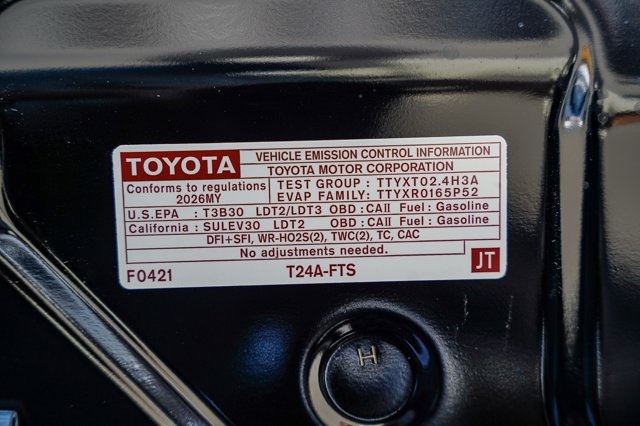 TOYOTA VEHICLE EMISSION CONTROL INFORMATION
TOYOTA MOTOR CORPORATION
Conforms to regulations TEST GROUP : TTYXT02.4H3A
2026MY EVAP FAMILY: TTYXR0165P52
U.S.EPA : T3B30 LDT2/LDT3 OBD : CAII Fuel : Gasoline
California : SULEV30 LDT2 OBD : CAII Fuel : Gasoline
DFI+SFI, WR-HO2S(2), TWC(2), TC, CAC
No adjustments needed.
F0421 T24A-FTS JT
H